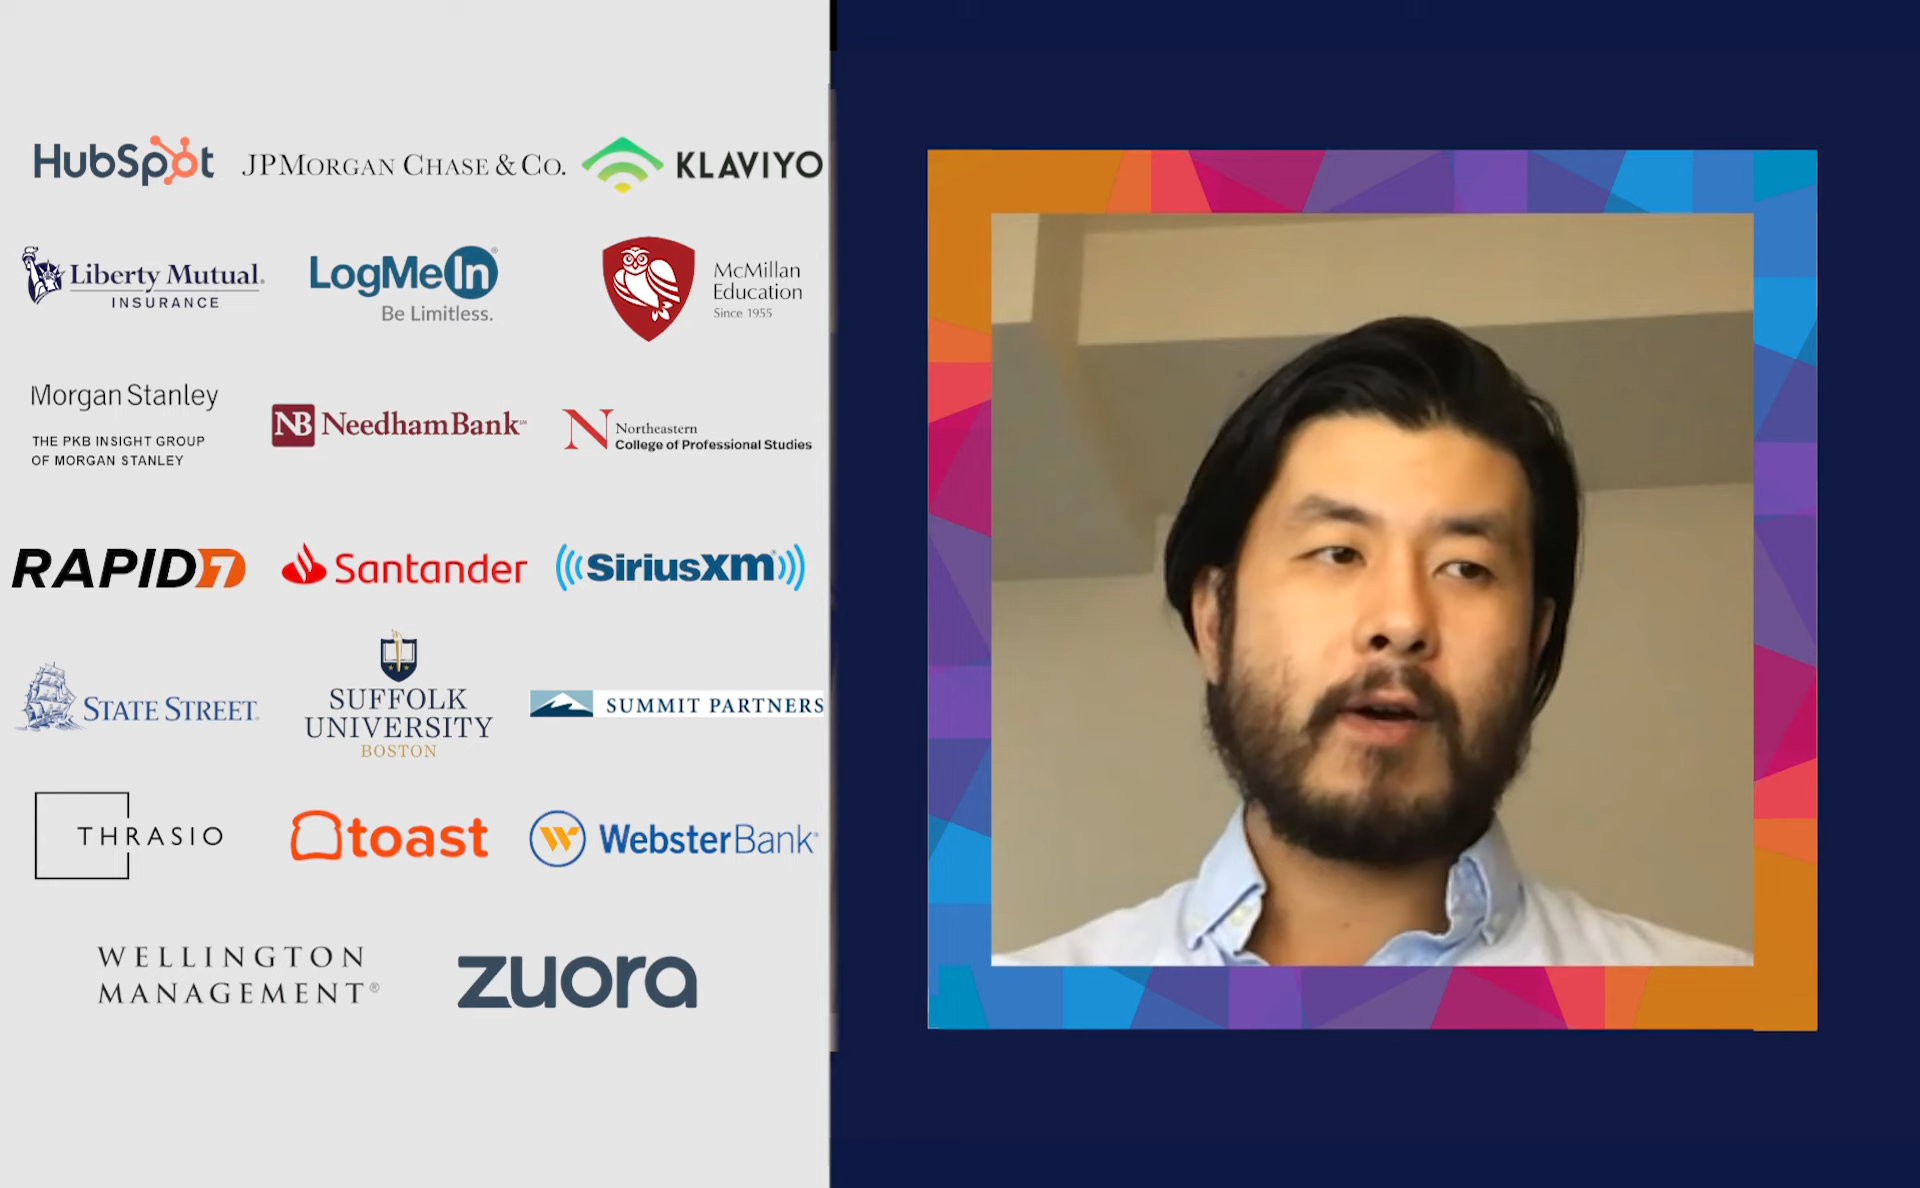 HubSpot
JPMORGAN CHASE & CO.
KLAVIYO
Liberty Mutual.
INSURANCE
LogMeIn®
Be Limitless.
McMillan
Education
Since 1955
Morgan Stanley
THE PKB INSIGHT GROUP
OF MORGAN STANLEY
NB NeedhamBank℠
N Northeastern
College of Professional Studies
RAPID7
Santander
SiriusXM®
STATE STREET.
SUFFOLK
UNIVERSITY
BOSTON
SUMMIT PARTNERS
THRASIO
toast
W WebsterBank®
WELLINGTON
MANAGEMENT®
zuora